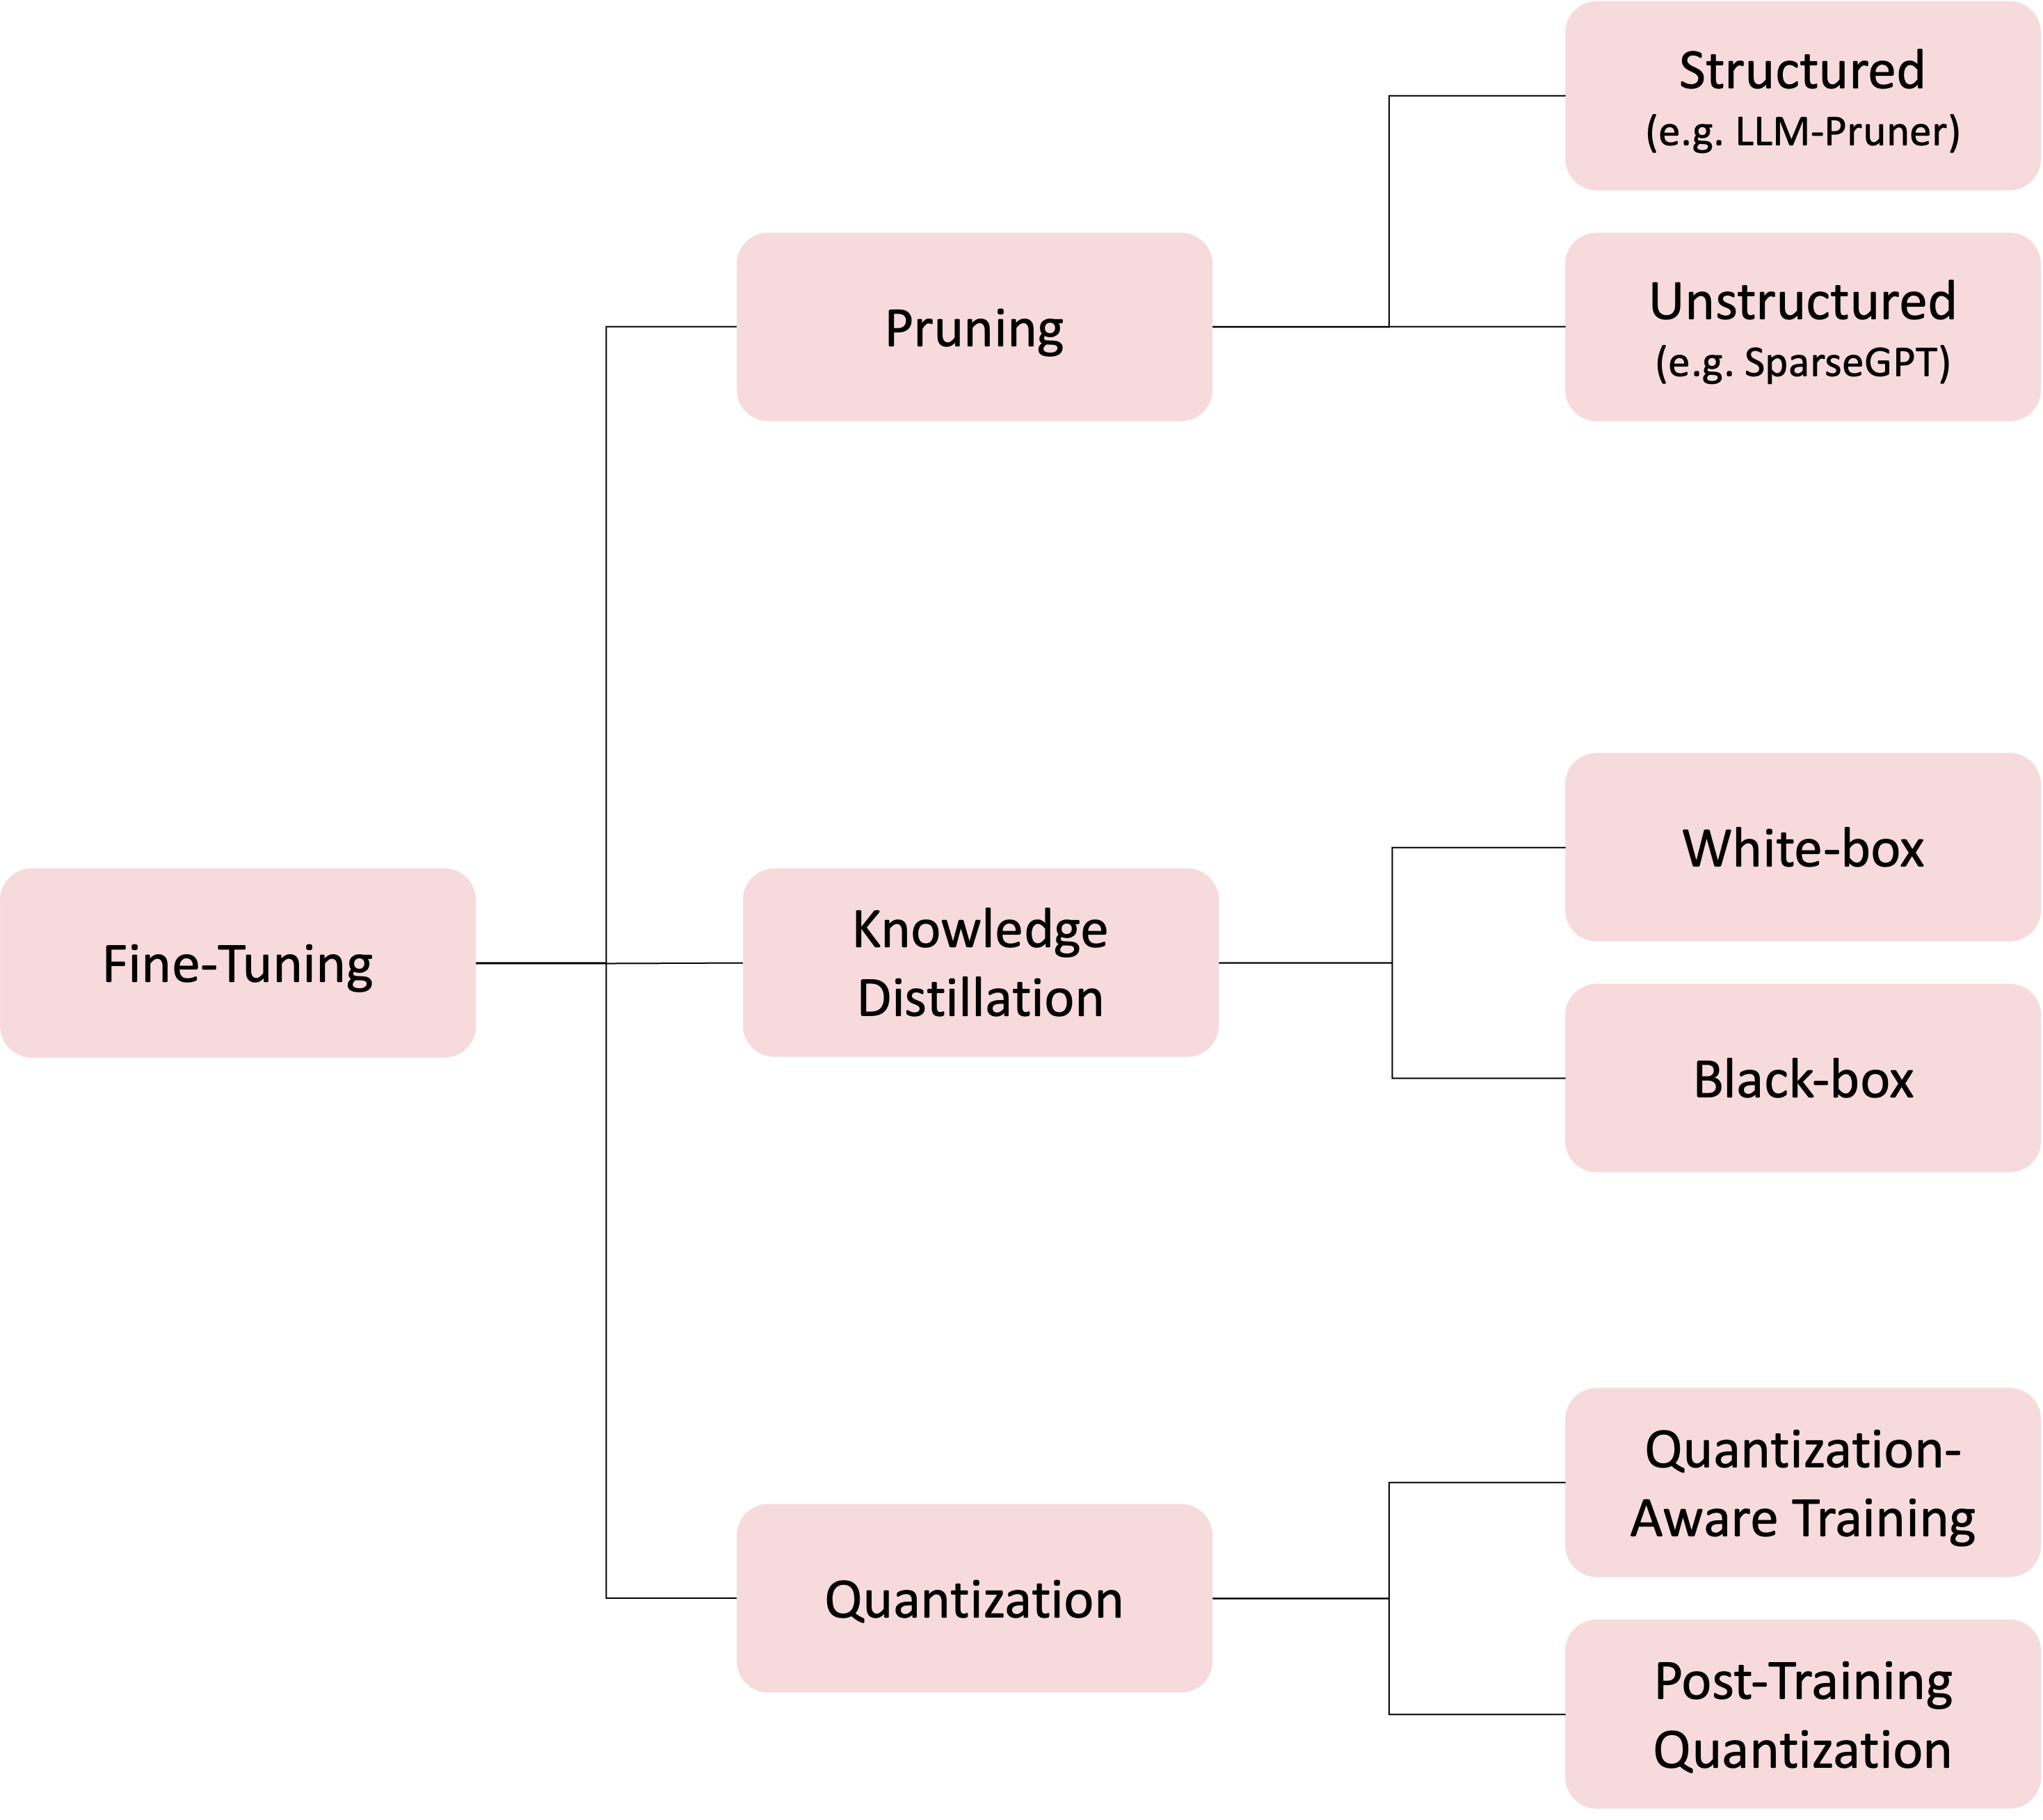 Fine-Tuning
Pruning
Structured
(e.g. LLM-Pruner)
Unstructured
(e.g. SparseGPT)
Knowledge
Distillation
White-box
Black-box
Quantization
Quantization-
Aware Training
Post-Training
Quantization